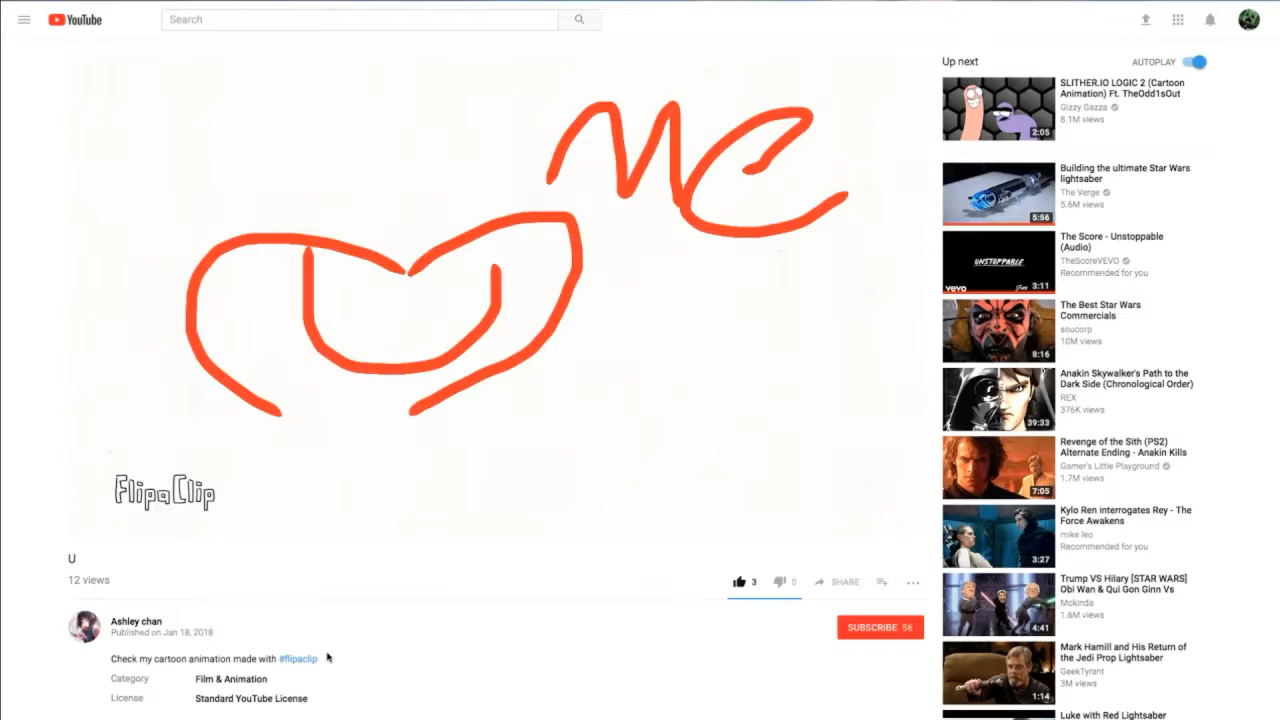 YouTube
Search
Me
U
FlipaClip
U
12 views
3
0
SHARE
Ashley chan
Published on Jan 18, 2018
SUBSCRIBE 56
Check my cartoon animation made with #flipaclip
Category Film & Animation
License Standard YouTube License
Up next
AUTOPLAY
SLITHER.IO LOGIC 2 (Cartoon
Animation) Ft. TheOdd1sOut
Gizzy Gazza
8.1M views
2:05
Building the ultimate Star Wars
lightsaber
The Verge
5.6M views
5:56
The Score - Unstoppable
(Audio)
TheScoreVEVO
Recommended for you
UNSTOPPABLE
vevo
3:11
The Best Star Wars
Commercials
soucorp
10M views
8:16
Anakin Skywalker's Path to the
Dark Side (Chronological Order)
REX
376K views
39:33
Revenge of the Sith (PS2)
Alternate Ending - Anakin Kills
Gamer's Little Playground
1.7M views
7:05
Kylo Ren interrogates Rey - The
Force Awakens
mike leo
Recommended for you
3:27
Trump VS Hilary [STAR WARS]
Obi Wan & Qui Gon Ginn Vs
Mckinda
1.6M views
4:41
Mark Hamill and His Return of
the Jedi Prop Lightsaber
GeekTyrant
3M views
1:14
Luke with Red Lightsaber